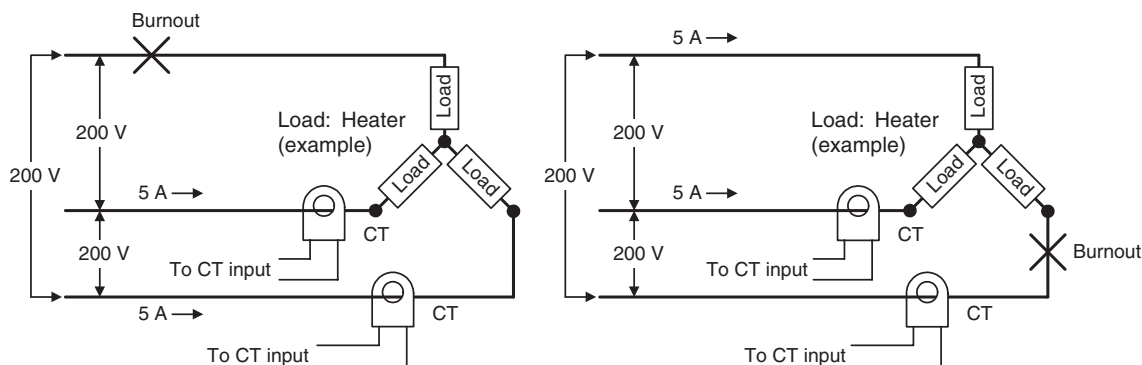 Burnout
5 A
Load
Load: Heater
(example)
200 V
200 V
Load
Load
5 A
CT
200 V
To CT input
CT
5 A
To CT input
5 A
Load
Load: Heater
(example)
200 V
200 V
Load
Load
5 A
CT
200 V
Burnout
To CT input
CT
To CT input